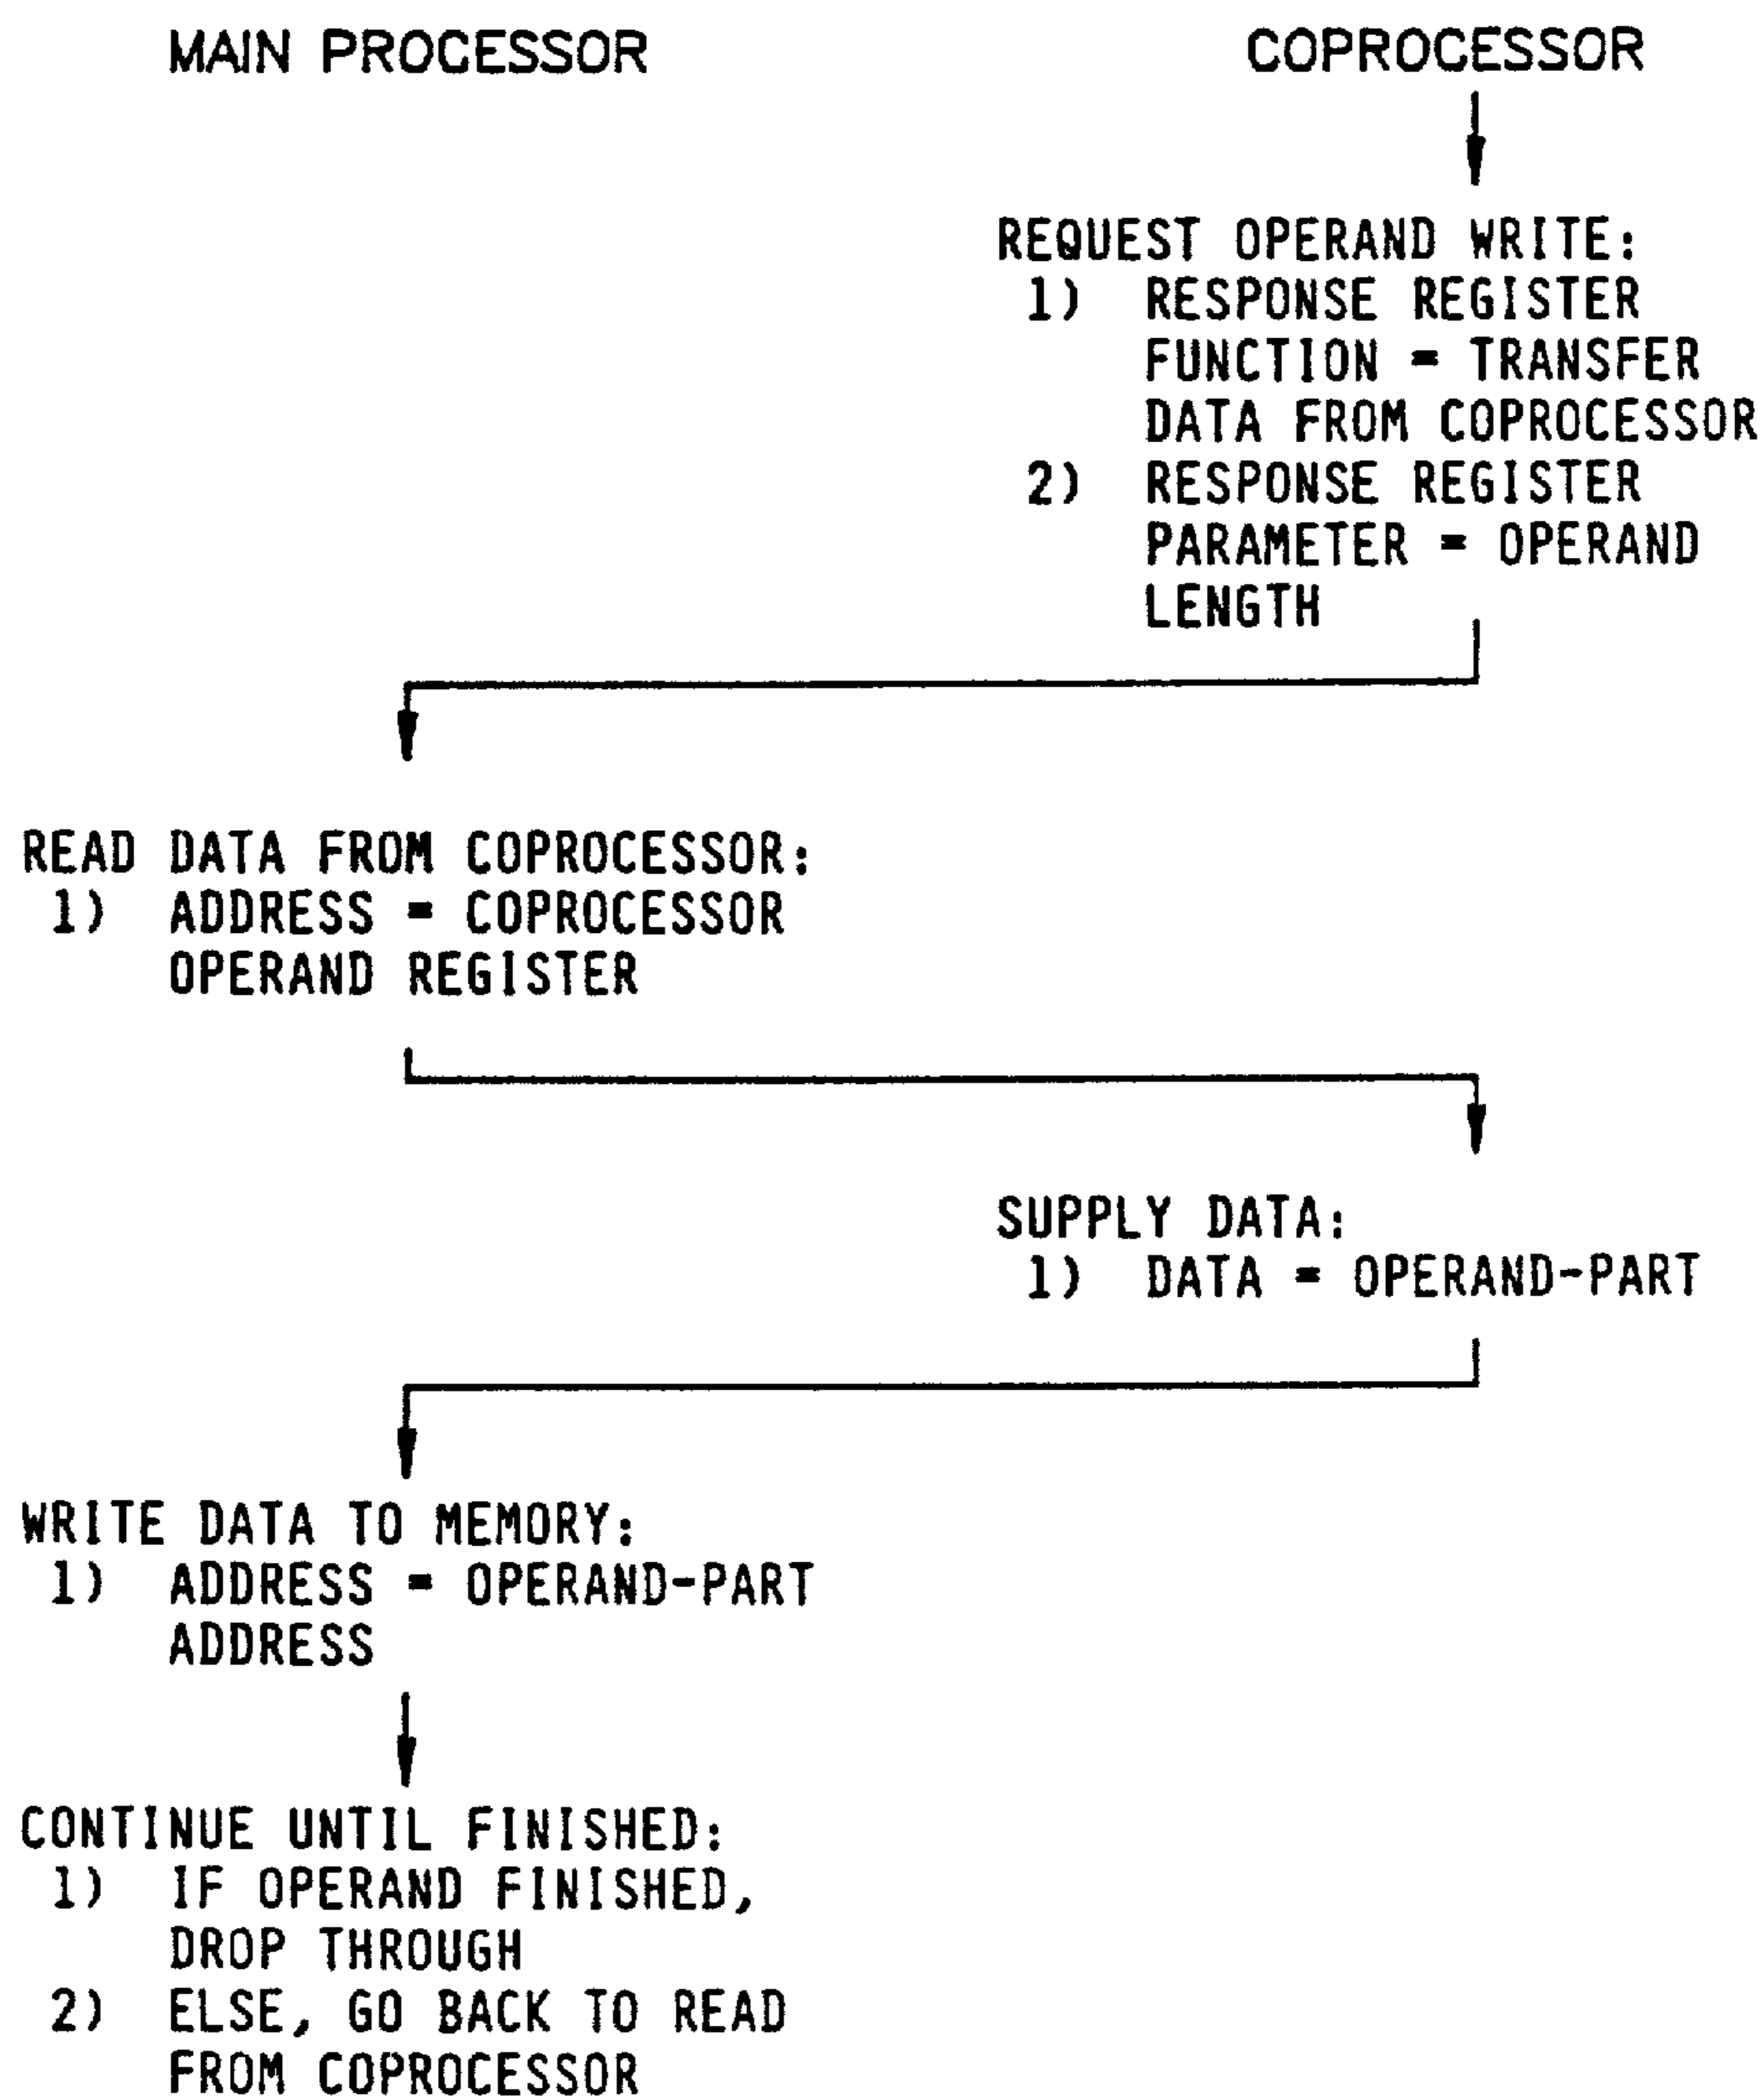 MAIN PROCESSOR
COPROCESSOR
REQUEST OPERAND WRITE:
1) RESPONSE REGISTER
FUNCTION = TRANSFER
DATA FROM COPROCESSOR
2) RESPONSE REGISTER
PARAMETER = OPERAND
LENGTH
READ DATA FROM COPROCESSOR:
1) ADDRESS = COPROCESSOR
OPERAND REGISTER
SUPPLY DATA:
1) DATA = OPERAND-PART
WRITE DATA TO MEMORY:
1) ADDRESS = OPERAND-PART
ADDRESS
CONTINUE UNTIL FINISHED:
1) IF OPERAND FINISHED,
DROP THROUGH
2) ELSE, GO BACK TO READ
FROM COPROCESSOR